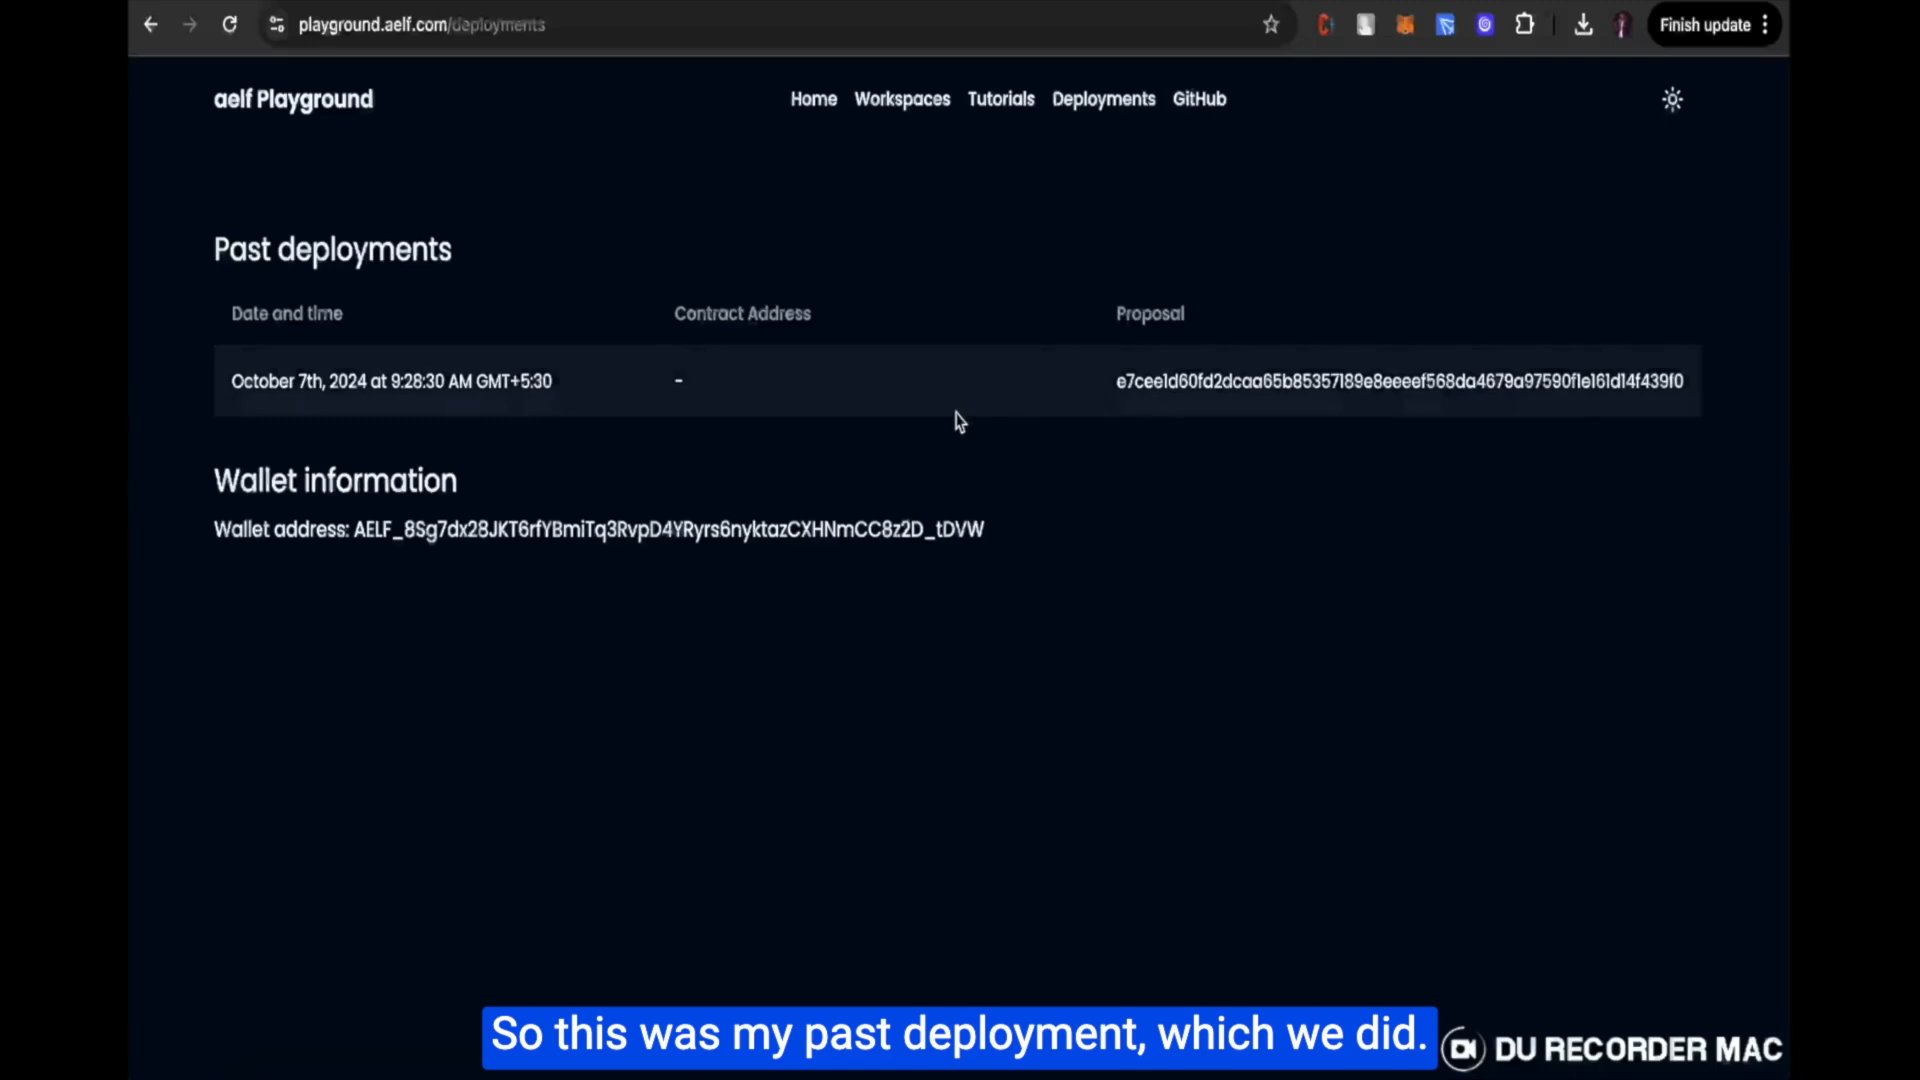 playground.aelf.com/deployments
Finish update
aelf Playground
Home Workspaces Tutorials Deployments GitHub
Past deployments
Date and time Contract Address Proposal
October 7th, 2024 at 9:28:30 AM GMT+5:30 - e7cee1d60fd2dcaa65b85357189e8eeeef568da4679a97590f1e161d14f439f0
Wallet information
Wallet address: AELF_8Sg7dx28JKT6rfYBmiTq3RvpD4YRyrs6nyktazCXHNmCC8z2D_tDVW
So this was my past deployment, which we did.
DU RECORDER MAC